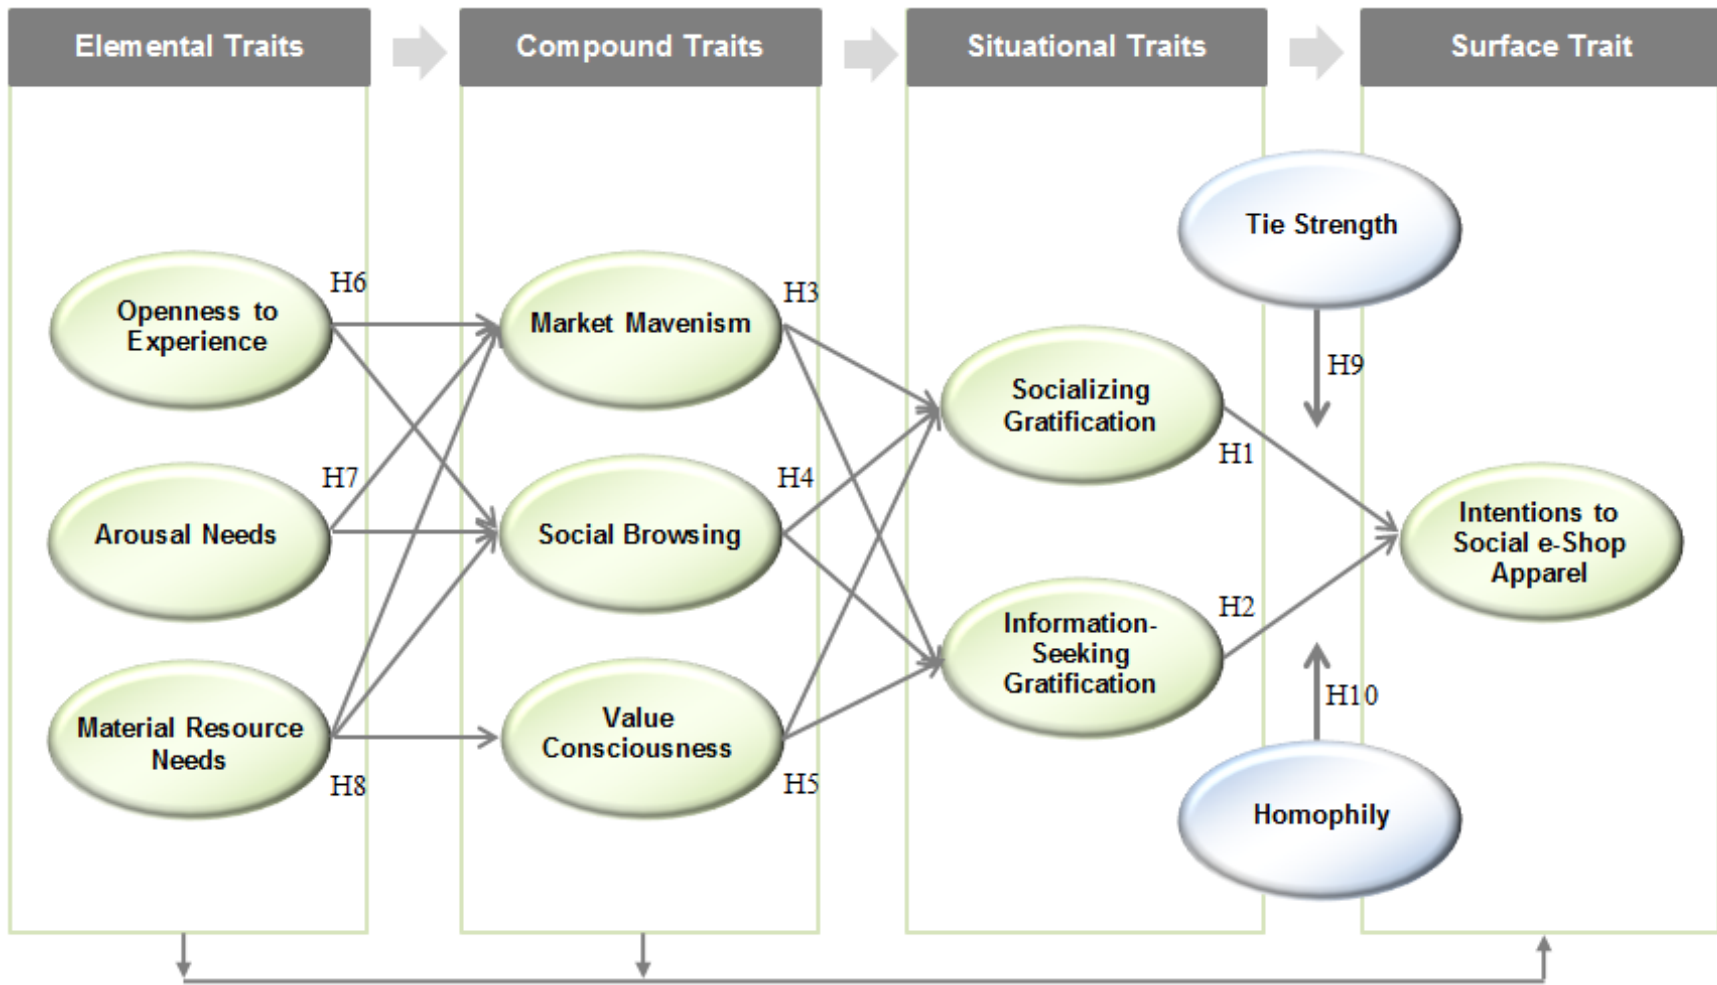 Elemental Traits
Compound Traits
Situational Traits
Surface Trait
Openness to
Experience
Arousal Needs
Material Resource
Needs
H6
H7
H8
Market Mavenism
Social Browsing
Value
Consciousness
H3
H4
H5
Socializing
Gratification
Information-
Seeking
Gratification
H1
H2
Tie Strength
H9
H10
Homophily
Intentions to
Social e-Shop
Apparel